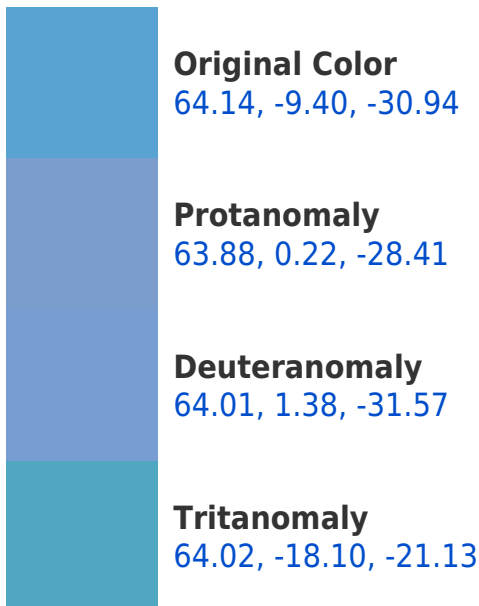 Original Color
64.14, -9.40, -30.94
Protanomaly
63.88, 0.22, -28.41
Deuteranomaly
64.01, 1.38, -31.57
Tritanomaly
64.02, -18.10, -21.13